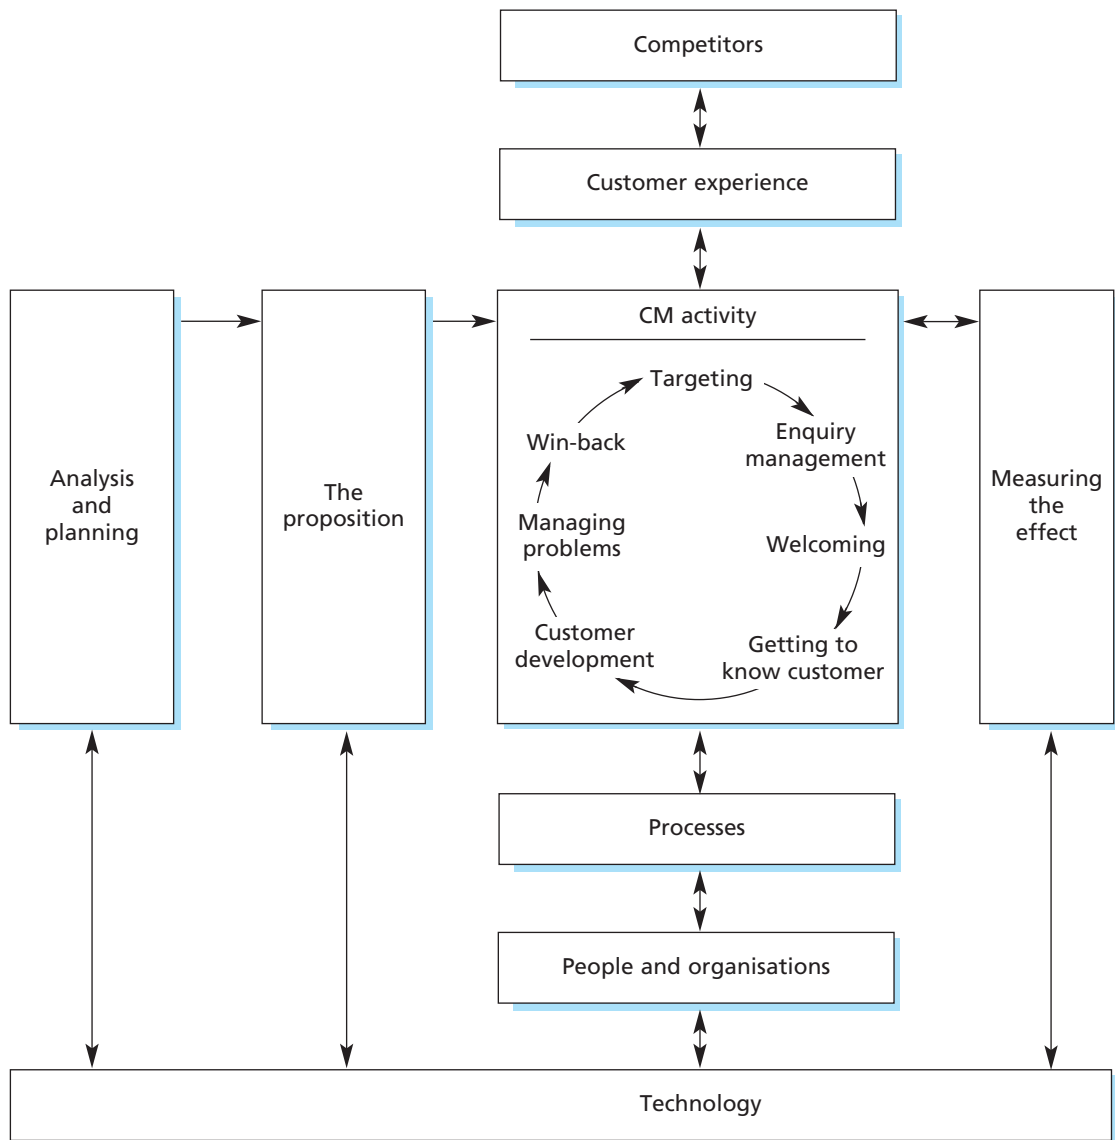 Competitors
Customer experience
Analysis
and
planning
The
proposition
CM activity
Targeting
Enquiry
management
Welcoming
Getting to
know customer
Customer
development
Managing
problems
Win-back
Measuring
the
effect
Processes
People and organisations
Technology